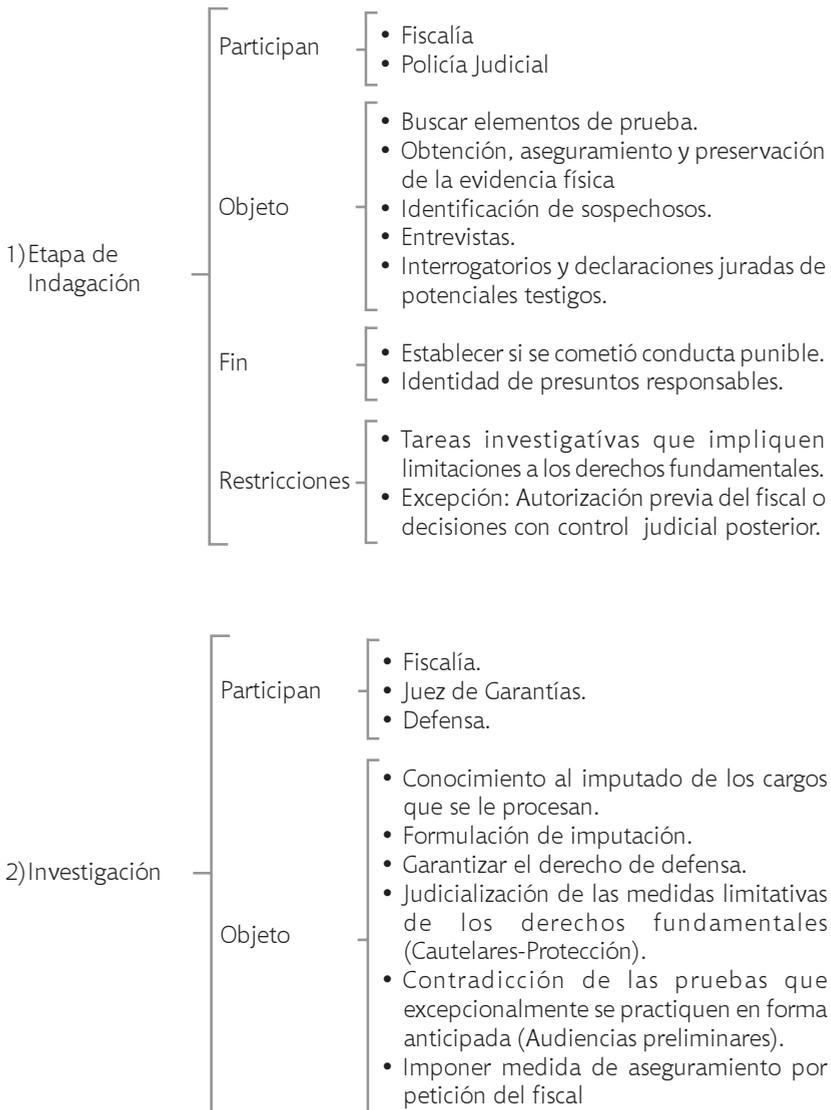 Participan
• Fiscalía
• Policía Judicial
1) Etapa de
Indagación
Objeto
• Buscar elementos de prueba.
• Obtención, aseguramiento y preservación
de la evidencia física
• Identificación de sospechosos.
• Entrevistas.
• Interrogatorios y declaraciones juradas de
potenciales testigos.
Fin
• Establecer si se cometió conducta punible.
• Identidad de presuntos responsables.
Restricciones
• Tareas investigatívas que impliquen
limitaciones a los derechos fundamentales.
• Excepción: Autorización previa del fiscal o
decisiones con control judicial posterior.
2) Investigación
Participan
• Fiscalía.
• Juez de Garantías.
• Defensa.
Objeto
• Conocimiento al imputado de los cargos
que se le procesan.
• Formulación de imputación.
• Garantizar el derecho de defensa.
• Judicialización de las medidas limitativas
de los derechos fundamentales
(Cautelares-Protección).
• Contradicción de las pruebas que
excepcionalmente se practiquen en forma
anticipada (Audiencias preliminares).
• Imponer medida de aseguramiento por
petición del fiscal